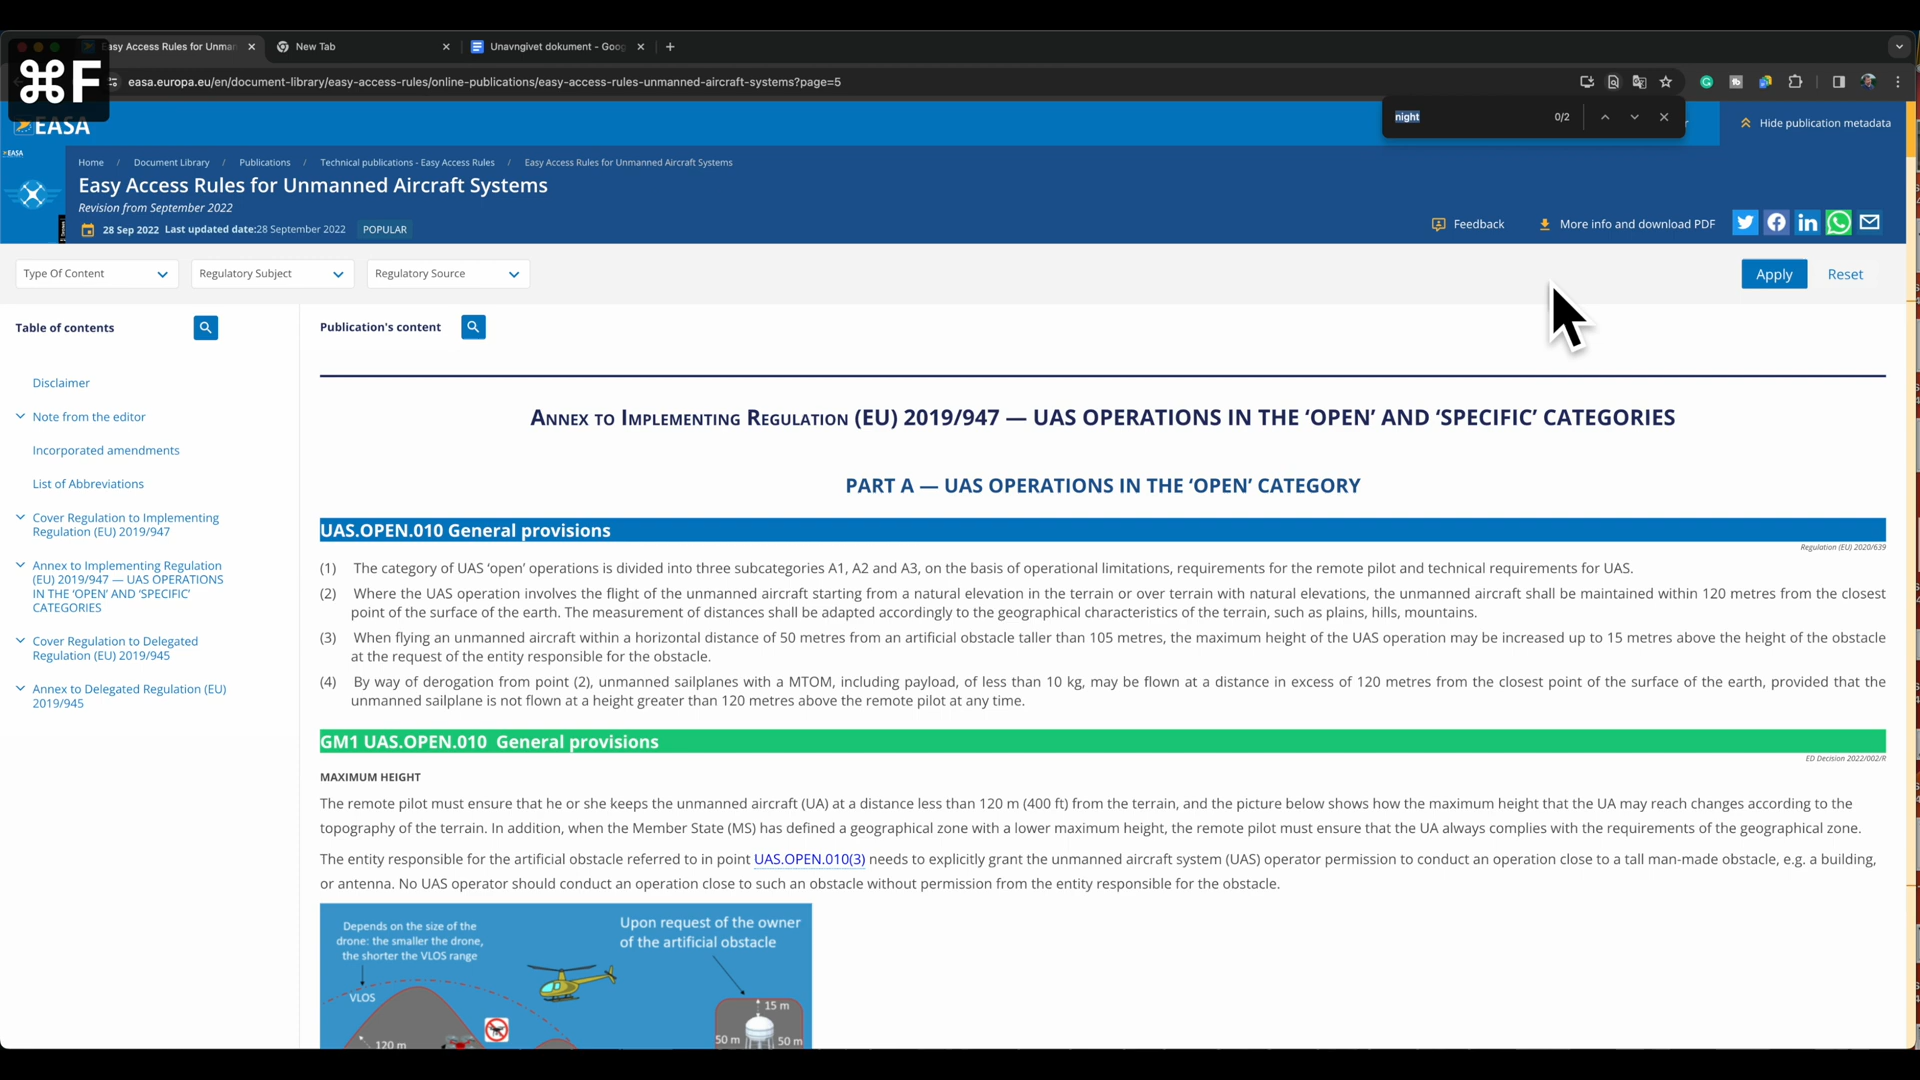 Easy Access Rules for Unman
New Tab
Unavngivet dokument - Goog
⌘F
easa.europa.eu/en/document-library/easy-access-rules/online-publications/easy-access-rules-unmanned-aircraft-systems?page=5
night
0/2
EASA
Hide publication metadata
EASA
Home / Document Library / Publications / Technical publications - Easy Access Rules / Easy Access Rules for Unmanned Aircraft Systems
Easy Access Rules for Unmanned Aircraft Systems
Revision from September 2022
28 Sep 2022 Last updated date:28 September 2022 POPULAR
Feedback
More info and download PDF
Type Of Content
Regulatory Subject
Regulatory Source
Apply
Reset
Table of contents
Disclaimer
Note from the editor
Incorporated amendments
List of Abbreviations
Cover Regulation to Implementing
Regulation (EU) 2019/947
Annex to Implementing Regulation
(EU) 2019/947 — UAS OPERATIONS
IN THE ‘OPEN’ AND ‘SPECIFIC’
CATEGORIES
Cover Regulation to Delegated
Regulation (EU) 2019/945
Annex to Delegated Regulation (EU)
2019/945
Publication's content
ANNEX TO IMPLEMENTING REGULATION (EU) 2019/947 — UAS OPERATIONS IN THE ‘OPEN’ AND ‘SPECIFIC’ CATEGORIES
PART A — UAS OPERATIONS IN THE ‘OPEN’ CATEGORY
UAS.OPEN.010 General provisions
Regulation (EU) 2020/639
(1) The category of UAS ‘open’ operations is divided into three subcategories A1, A2 and A3, on the basis of operational limitations, requirements for the remote pilot and technical requirements for UAS.
(2) Where the UAS operation involves the flight of the unmanned aircraft starting from a natural elevation in the terrain or over terrain with natural elevations, the unmanned aircraft shall be maintained within 120 metres from the closest
point of the surface of the earth. The measurement of distances shall be adapted accordingly to the geographical characteristics of the terrain, such as plains, hills, mountains.
(3) When flying an unmanned aircraft within a horizontal distance of 50 metres from an artificial obstacle taller than 105 metres, the maximum height of the UAS operation may be increased up to 15 metres above the height of the obstacle
at the request of the entity responsible for the obstacle.
(4) By way of derogation from point (2), unmanned sailplanes with a MTOM, including payload, of less than 10 kg, may be flown at a distance in excess of 120 metres from the closest point of the surface of the earth, provided that the
unmanned sailplane is not flown at a height greater than 120 metres above the remote pilot at any time.
GM1 UAS.OPEN.010 General provisions
ED Decision 2022/002/R
MAXIMUM HEIGHT
The remote pilot must ensure that he or she keeps the unmanned aircraft (UA) at a distance less than 120 m (400 ft) from the terrain, and the picture below shows how the maximum height that the UA may reach changes according to the
topography of the terrain. In addition, when the Member State (MS) has defined a geographical zone with a lower maximum height, the remote pilot must ensure that the UA always complies with the requirements of the geographical zone.
The entity responsible for the artificial obstacle referred to in point UAS.OPEN.010(3) needs to explicitly grant the unmanned aircraft system (UAS) operator permission to conduct an operation close to a tall man-made obstacle, e.g. a building,
or antenna. No UAS operator should conduct an operation close to such an obstacle without permission from the entity responsible for the obstacle.
Depends on the size of the
drone: the smaller the drone,
the shorter the VLOS range
Upon request of the owner
of the artificial obstacle
VLOS
15 m
120 m
50 m
50 m